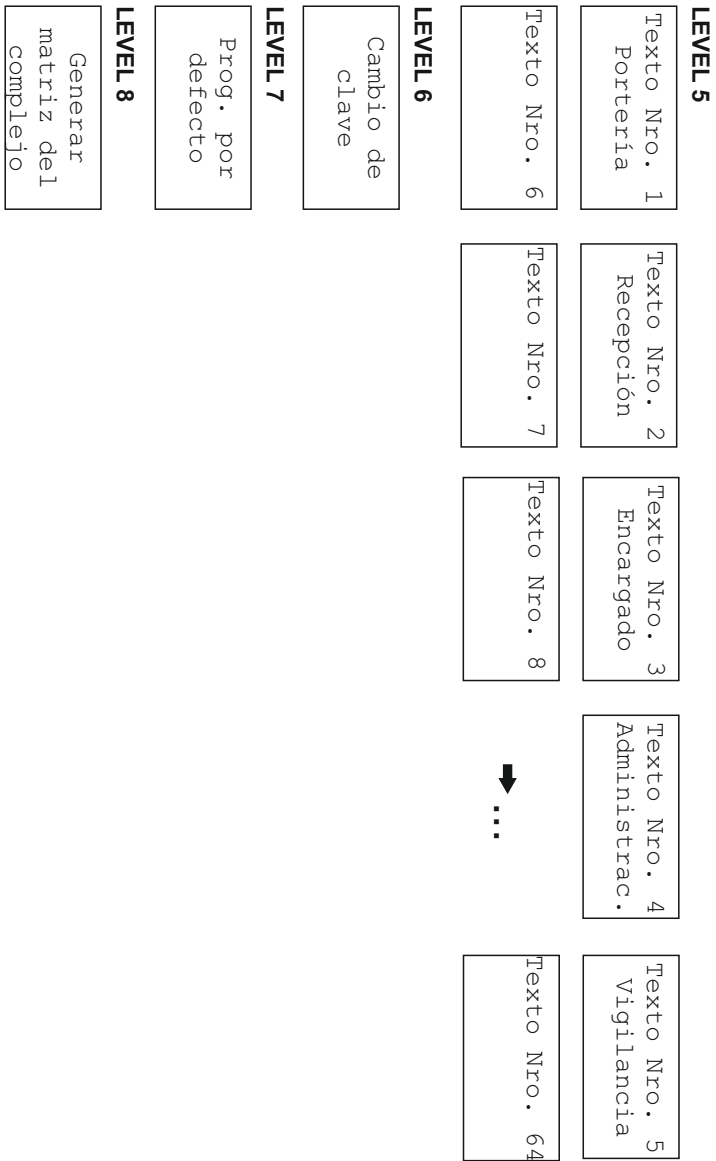 LEVEL 5
Texto Nro. 1
Portería
Texto Nro. 2
Recepción
Texto Nro. 3
Encargado
Texto Nro. 4
Administrac.
Texto Nro. 5
Vigilancia
Texto Nro. 6
Texto Nro. 7
Texto Nro. 8
...
Texto Nro. 64
LEVEL 6
Cambio de
clave
LEVEL 7
Prog. por
defecto
LEVEL 8
Generar
matriz del
complejo